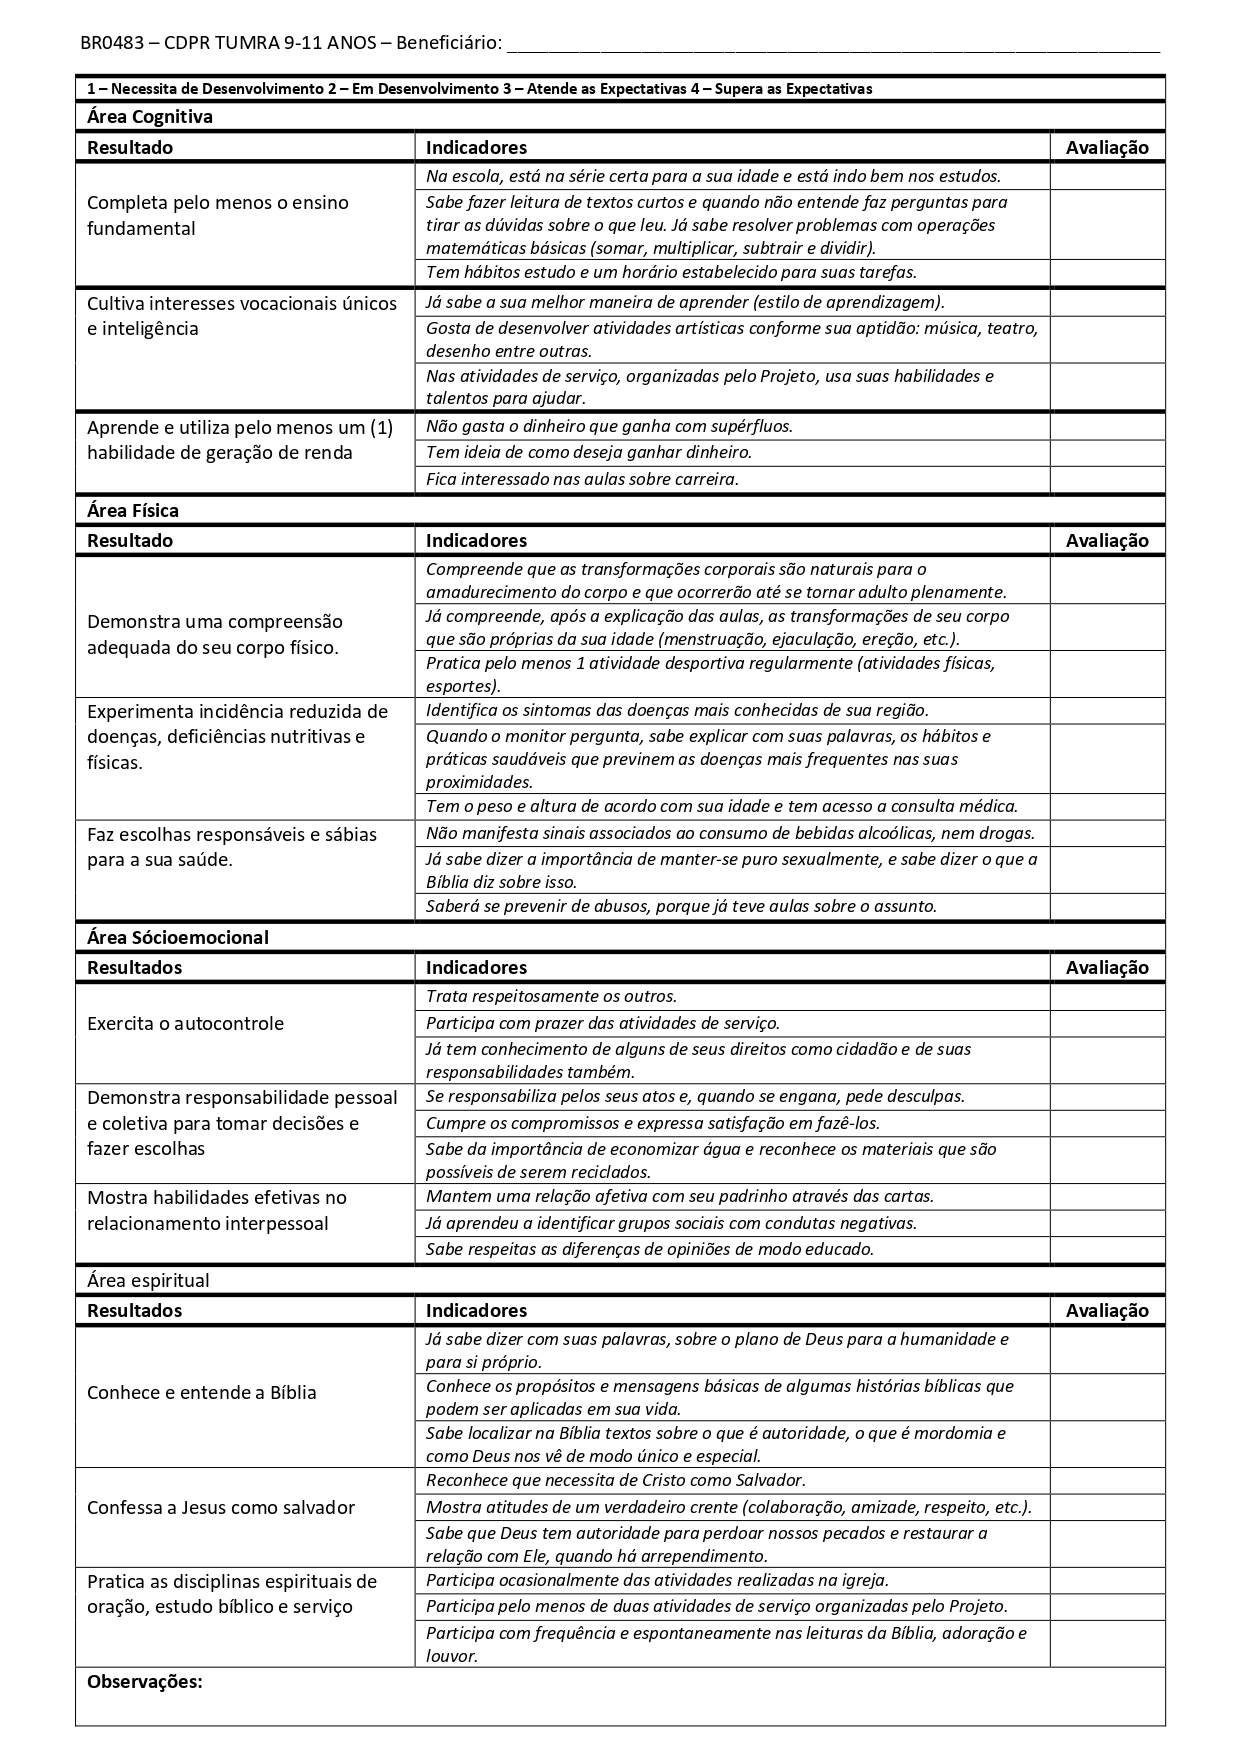 BR0483 – CDPR TUMRA 9-11 ANOS – Beneficiário: _______________________________________________________________
1 – Necessita de Desenvolvimento 2 – Em Desenvolvimento 3 – Atende as Expectativas 4 – Supera as Expectativas
Área Cognitiva
Resultado Indicadores Avaliação
Completa pelo menos o ensino
fundamental
Na escola, está na série certa para a sua idade e está indo bem nos estudos.
Sabe fazer leitura de textos curtos e quando não entende faz perguntas para
tirar as dúvidas sobre o que leu. Já sabe resolver problemas com operações
matemáticas básicas (somar, multiplicar, subtrair e dividir).
Tem hábitos estudo e um horário estabelecido para suas tarefas.
Cultiva interesses vocacionais únicos
e inteligência
Já sabe a sua melhor maneira de aprender (estilo de aprendizagem).
Gosta de desenvolver atividades artísticas conforme sua aptidão: música, teatro,
desenho entre outras.
Nas atividades de serviço, organizadas pelo Projeto, usa suas habilidades e
talentos para ajudar.
Aprende e utiliza pelo menos um (1)
habilidade de geração de renda
Não gasta o dinheiro que ganha com supérfluos.
Tem ideia de como deseja ganhar dinheiro.
Fica interessado nas aulas sobre carreira.
Área Física
Resultado Indicadores Avaliação
Demonstra uma compreensão
adequada do seu corpo físico.
Compreende que as transformações corporais são naturais para o
amadurecimento do corpo e que ocorrerão até se tornar adulto plenamente.
Já compreende, após a explicação das aulas, as transformações de seu corpo
que são próprias da sua idade (menstruação, ejaculação, ereção, etc.).
Pratica pelo menos 1 atividade desportiva regularmente (atividades físicas,
esportes).
Experimenta incidência reduzida de
doenças, deficiências nutritivas e
físicas.
Identifica os sintomas das doenças mais conhecidas de sua região.
Quando o monitor pergunta, sabe explicar com suas palavras, os hábitos e
práticas saudáveis que previnem as doenças mais frequentes nas suas
proximidades.
Tem o peso e altura de acordo com sua idade e tem acesso a consulta médica.
Faz escolhas responsáveis e sábias
para a sua saúde.
Não manifesta sinais associados ao consumo de bebidas alcoólicas, nem drogas.
Já sabe dizer a importância de manter-se puro sexualmente, e sabe dizer o que a
Bíblia diz sobre isso.
Saberá se prevenir de abusos, porque já teve aulas sobre o assunto.
Área Sócioemocional
Resultados Indicadores Avaliação
Exercita o autocontrole
Trata respeitosamente os outros.
Participa com prazer das atividades de serviço.
Já tem conhecimento de alguns de seus direitos como cidadão e de suas
responsabilidades também.
Demonstra responsabilidade pessoal
e coletiva para tomar decisões e
fazer escolhas
Se responsabiliza pelos seus atos e, quando se engana, pede desculpas.
Cumpre os compromissos e expressa satisfação em fazê-los.
Sabe da importância de economizar água e reconhece os materiais que são
possíveis de serem reciclados.
Mostra habilidades efetivas no
relacionamento interpessoal
Mantem uma relação afetiva com seu padrinho através das cartas.
Já aprendeu a identificar grupos sociais com condutas negativas.
Sabe respeitas as diferenças de opiniões de modo educado.
Área espiritual
Resultados Indicadores Avaliação
Conhece e entende a Bíblia
Já sabe dizer com suas palavras, sobre o plano de Deus para a humanidade e
para si próprio.
Conhece os propósitos e mensagens básicas de algumas histórias bíblicas que
podem ser aplicadas em sua vida.
Sabe localizar na Bíblia textos sobre o que é autoridade, o que é mordomia e
como Deus nos vê de modo único e especial.
Confessa a Jesus como salvador
Reconhece que necessita de Cristo como Salvador.
Mostra atitudes de um verdadeiro crente (colaboração, amizade, respeito, etc.).
Sabe que Deus tem autoridade para perdoar nossos pecados e restaurar a
relação com Ele, quando há arrependimento.
Pratica as disciplinas espirituais de
oração, estudo bíblico e serviço
Participa ocasionalmente das atividades realizadas na igreja.
Participa pelo menos de duas atividades de serviço organizadas pelo Projeto.
Participa com frequência e espontaneamente nas leituras da Bíblia, adoração e
louvor.
Observações: